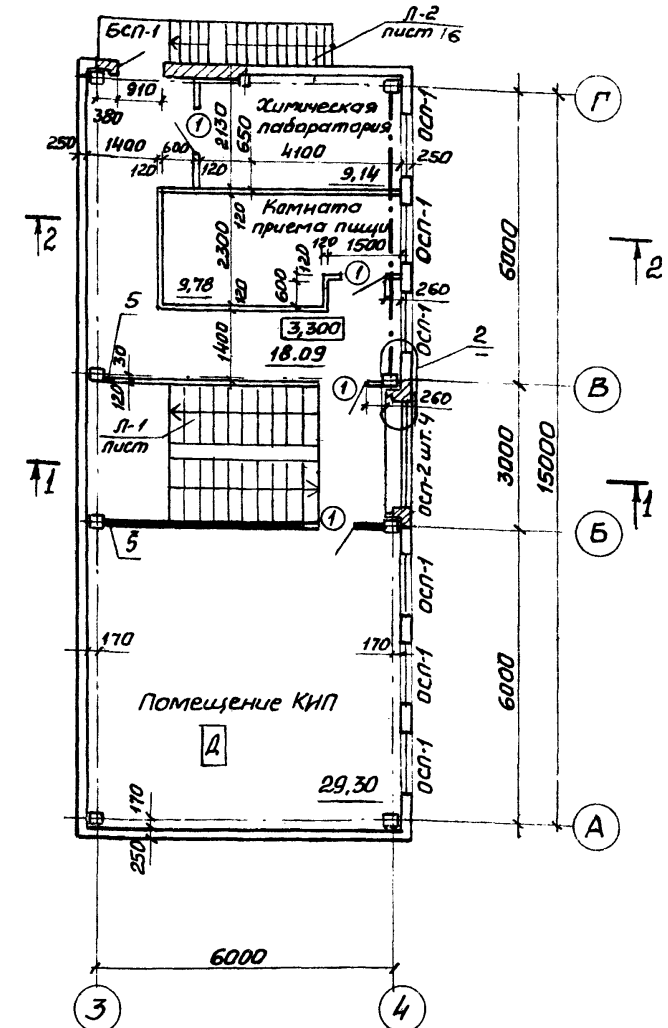 Л-2
лист 16
БСП-1
ОСП-1
Г
910
380
1
2130
Химическая
лаборатория
650
250
1400
600
4100
250
120
120
9,14
2
120
Комната
приема пищи
ОСП-1
6000
2
2300
120
1500
120
1
9,78
120
600
260
3,300
ОСП-1
2
5
1400
18.09
30
120
1
В
260
Л-1
лист
ОСП-2 шт.4
3000
15000
1
1
1
5
Б
ОСП-1
170
170
ОСП-1
6000
Помещение КИП
Д
ОСП-1
29,30
170
250
А
6000
3
4